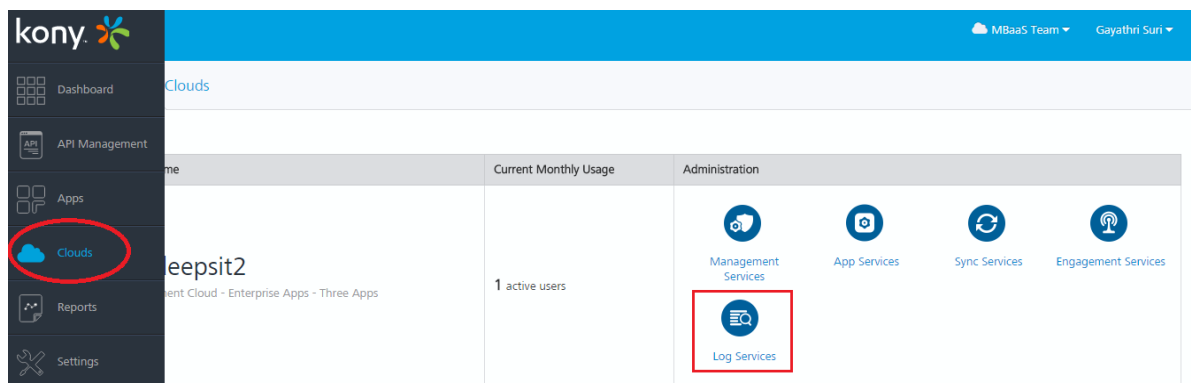 kony.
MBaaS Team
Gayathri Suri
Dashboard
Clouds
API
API Management
me
Current Monthly Usage
Administration
Apps
Clouds
leepsit2
ent Cloud - Enterprise Apps - Three Apps
1 active users
Management
Services
App Services
Sync Services
Engagement Services
Reports
Log Services
Settings